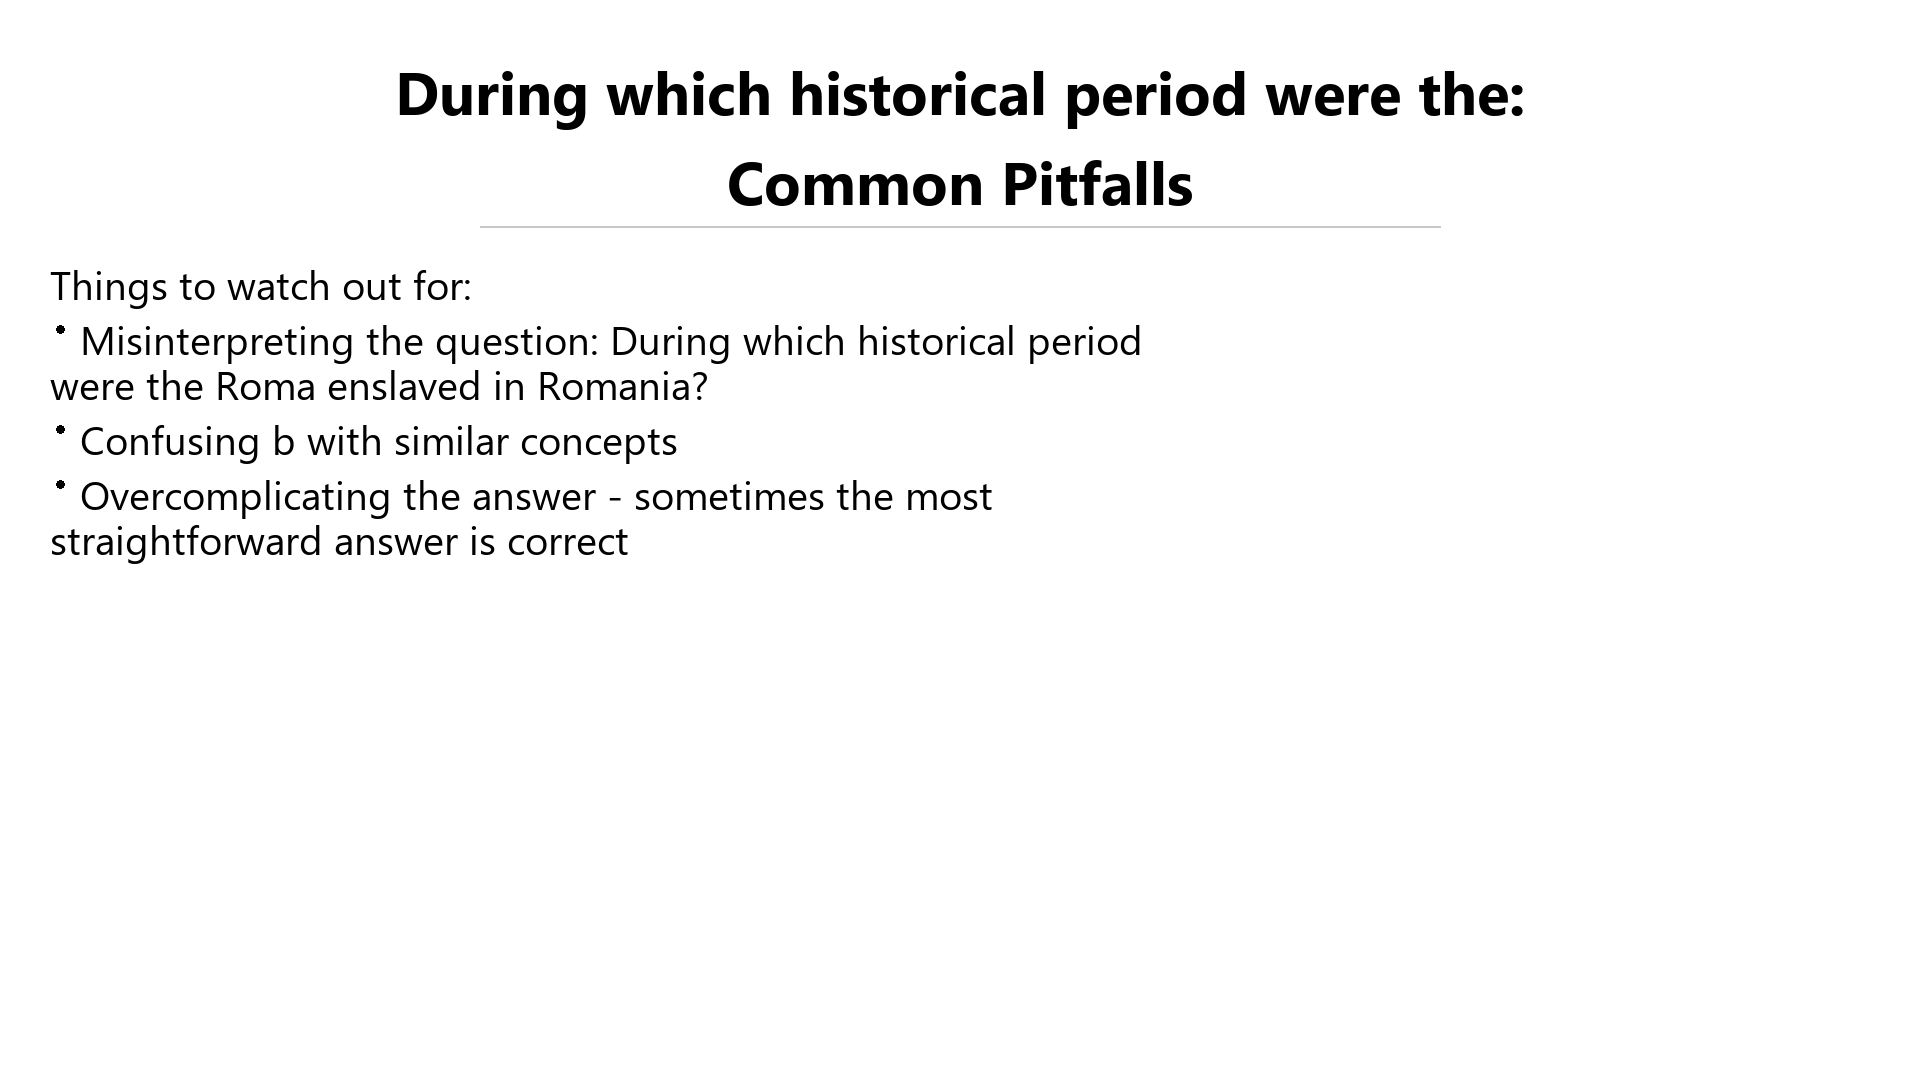 During which historical period were the:
Common Pitfalls
Things to watch out for:
• Misinterpreting the question: During which historical period
were the Roma enslaved in Romania?
• Confusing b with similar concepts
• Overcomplicating the answer - sometimes the most
straightforward answer is correct